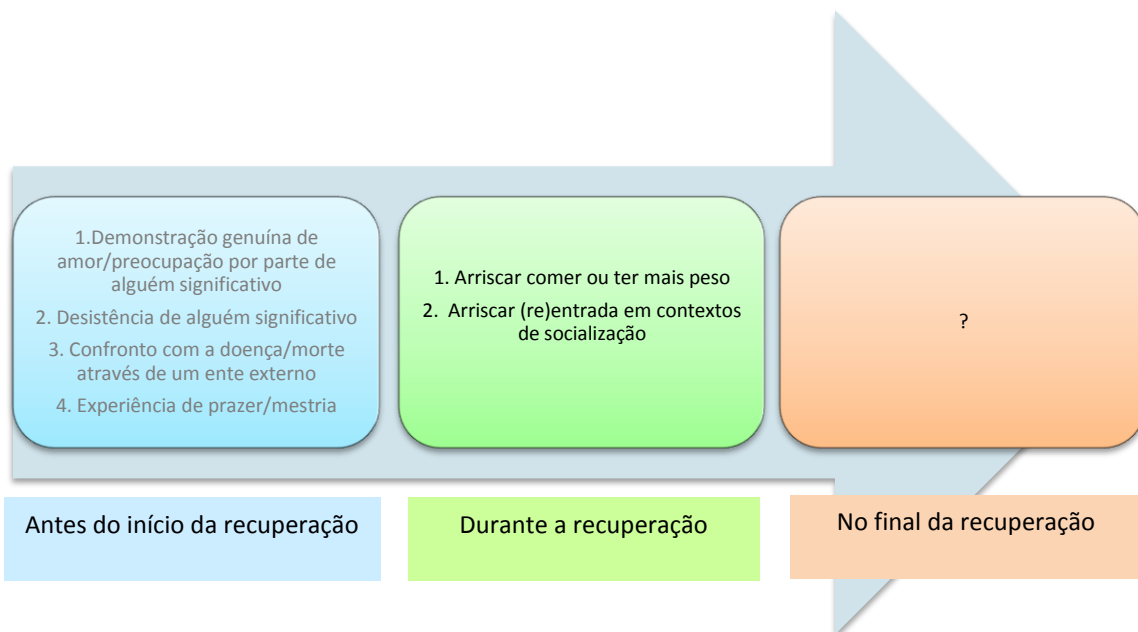 1.Demonstração genuína de
amor/preocupação por parte de
alguém significativo
2. Desistência de alguém significativo
3. Confronto com a doença/morte
através de um ente externo
4. Experiência de prazer/mestria
1. Arriscar comer ou ter mais peso
2. Arriscar (re)entrada em contextos
de socialização
?
Antes do início da recuperação
Durante a recuperação
No final da recuperação